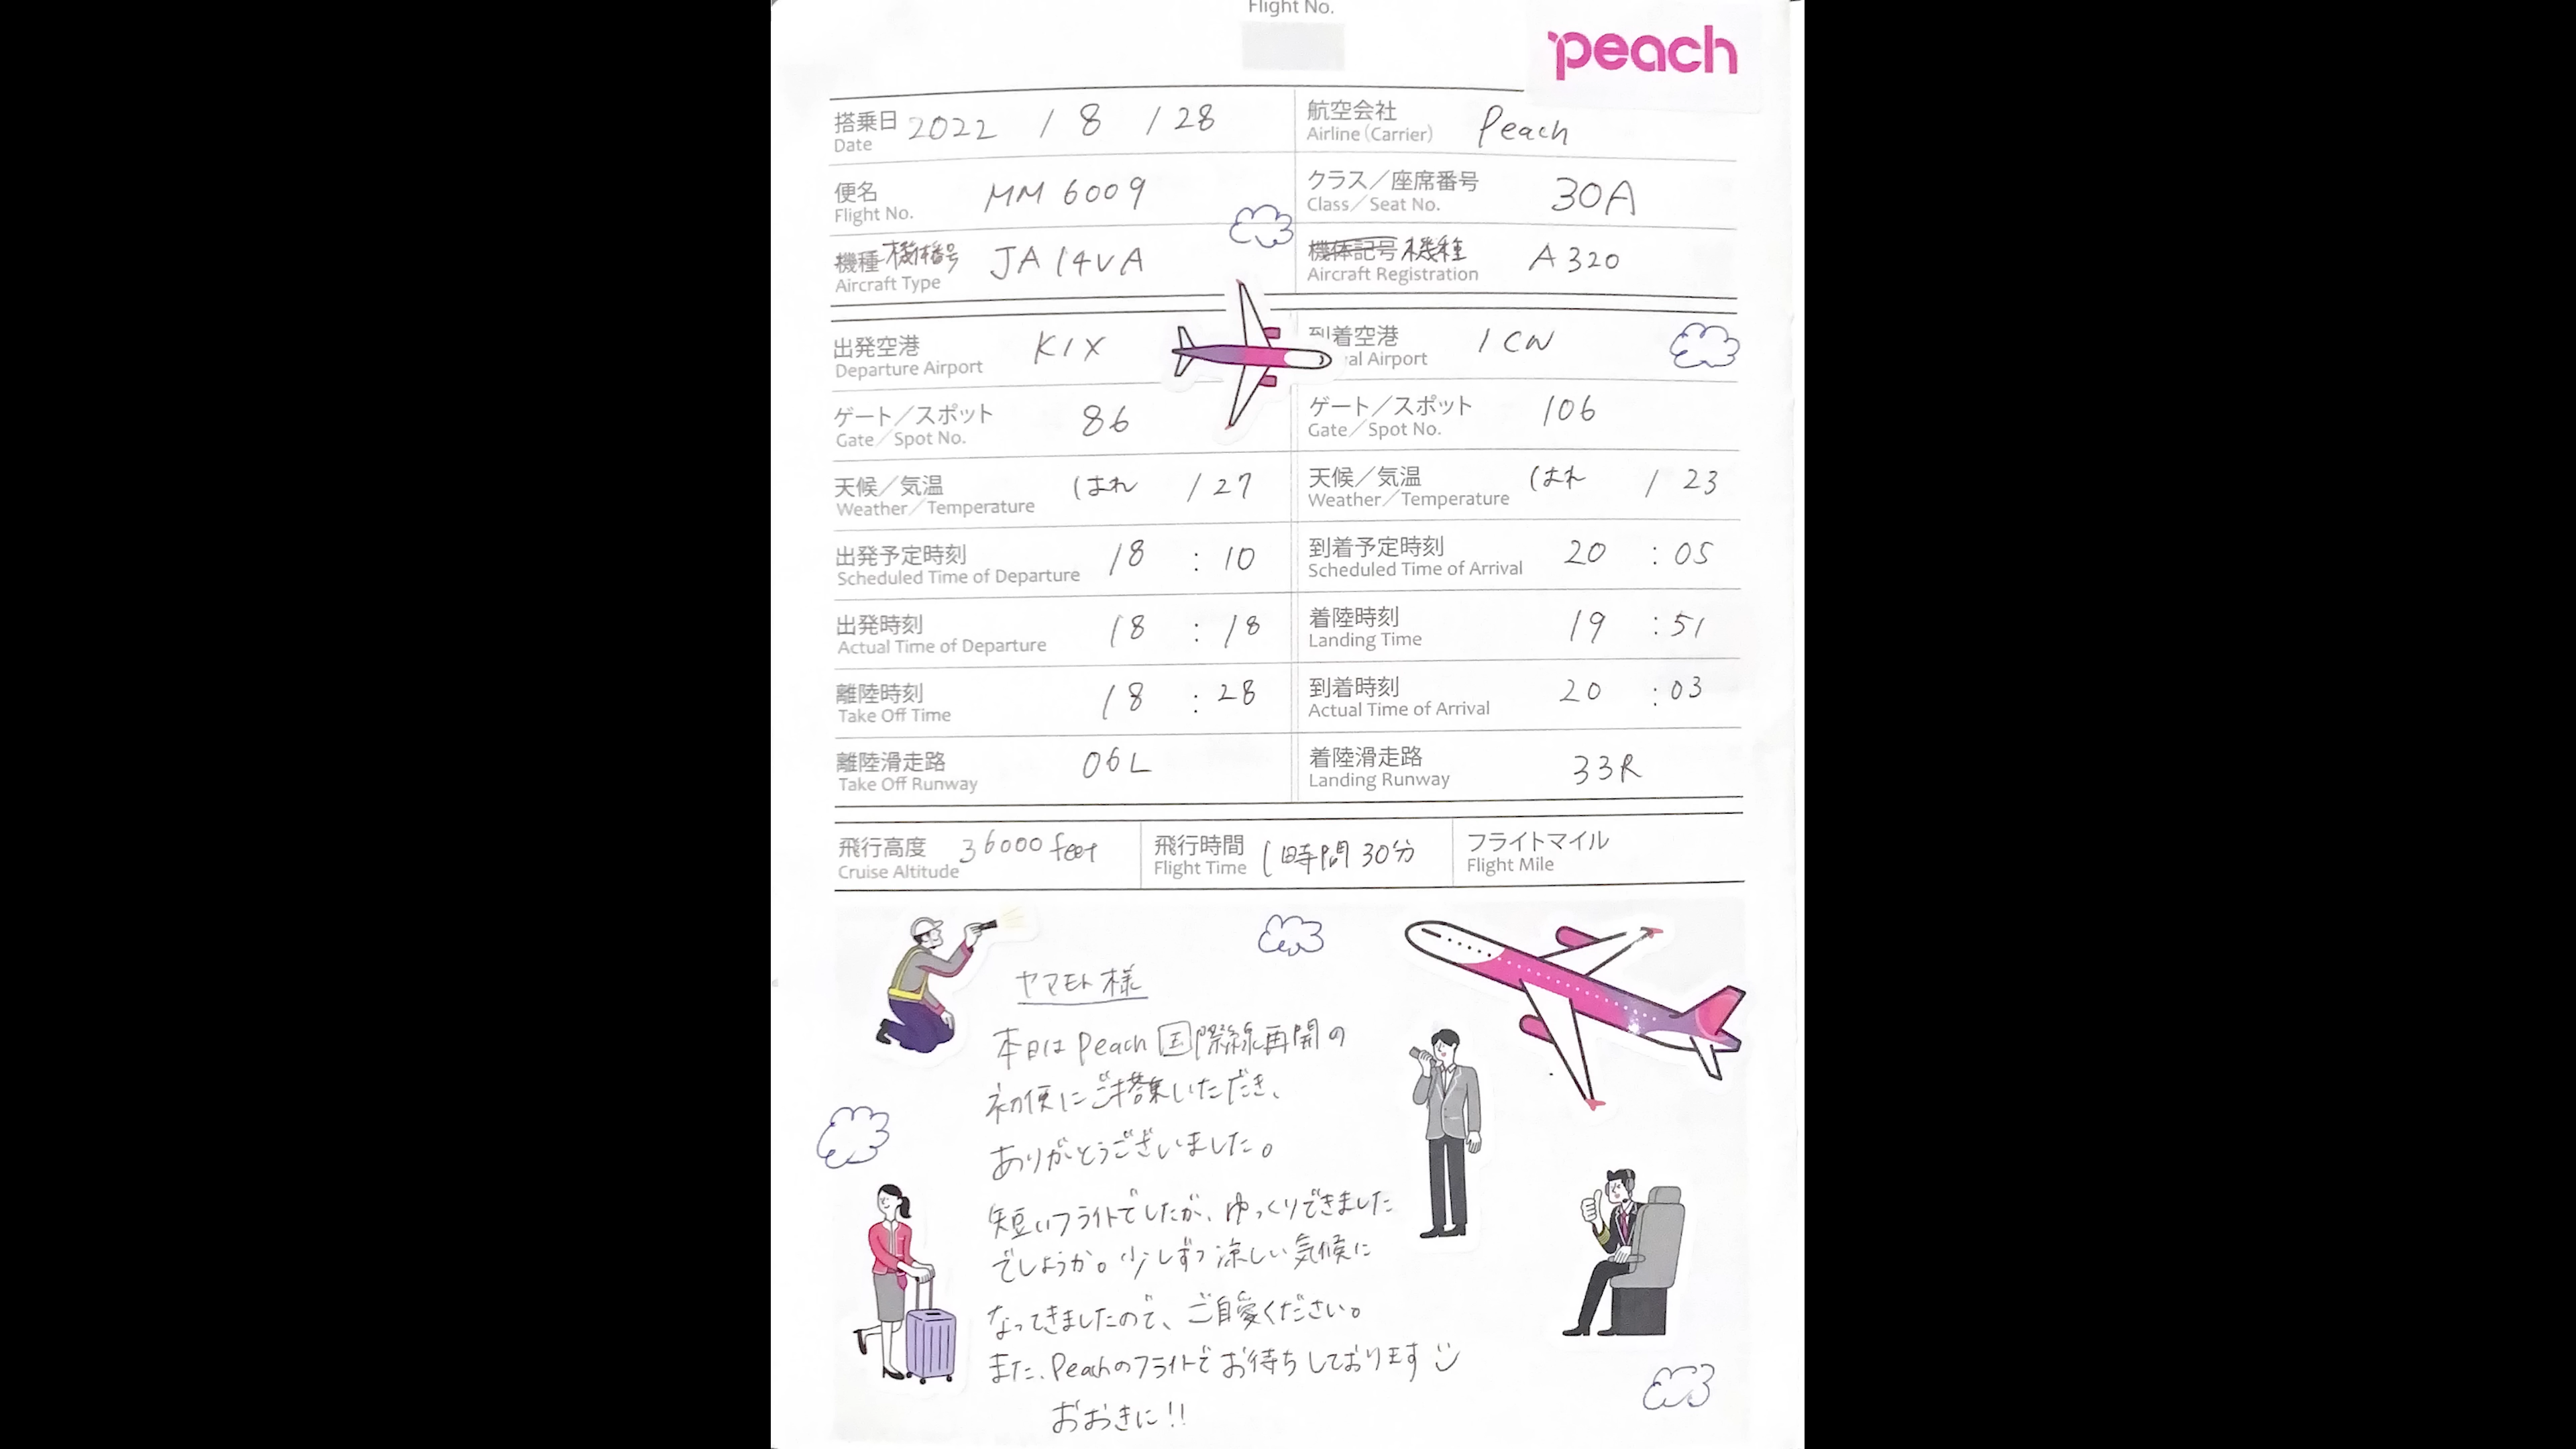 Flight No.
peach
搭乗日 2022 / 8 / 28 航空会社 Peach
Date Airline(Carrier)
便名 MM 6009 クラス/座席番号 30A
Flight No. Class/Seat No.
機種 機体番号 JA14VA 機体記号 機種 A320
Aircraft Type Aircraft Registration
出発空港 KIX 到着空港 ICN
Departure Airport al Airport
ゲート/スポット 86 ゲート/スポット 106
Gate/Spot No. Gate/Spot No.
天候/気温 はれ / 27 天候/気温 はれ / 23
Weather/Temperature Weather/Temperature
出発予定時刻 18 : 10 到着予定時刻 20 : 05
Scheduled Time of Departure Scheduled Time of Arrival
出発時刻 18 : 18 着陸時刻 19 : 51
Actual Time of Departure Landing Time
離陸時刻 18 : 28 到着時刻 20 : 03
Take Off Time Actual Time of Arrival
離陸滑走路 06L 着陸滑走路 33R
Take Off Runway Landing Runway
飛行高度 36000 feet 飛行時間 1時間30分 フライトマイル
Cruise Altitude Flight Time Flight Mile
ヤマモト様
本日は Peach 国際線再開の
初便にご搭乗いただき、
ありがとうございました。
短いフライトでしたが、ゆっくりできました
でしょうか。少しずつ涼しい気候に
なってきましたので、ご自愛ください。
また、Peachのフライトでお待ちしております
おおきに!!